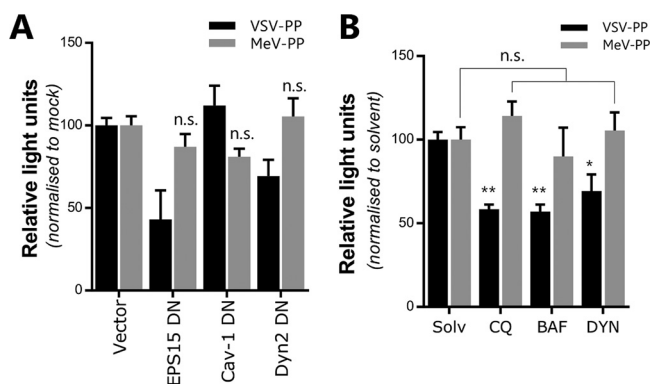 A
VSV-PP
MeV-PP
Relative light units
(normalised to mock)
150
100
50
0
n.s.
n.s.
n.s.
Vector
EPS15 DN
Cav-1 DN
Dyn2 DN
B
VSV-PP
MeV-PP
Relative light units
(normalised to solvent)
150
100
50
0
n.s.
**
**
*
Solv
CQ
BAF
DYN